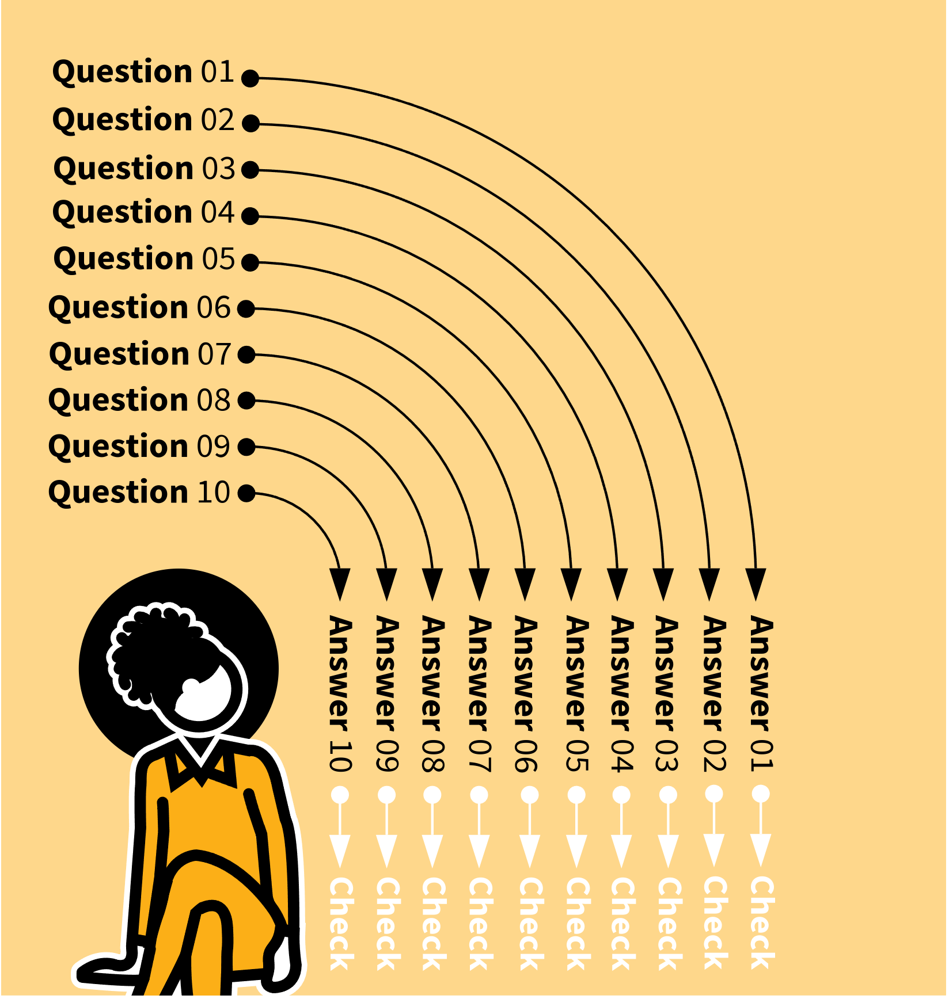 Question 01
Question 02
Question 03
Question 04
Question 05
Question 06
Question 07
Question 08
Question 09
Question 10
Answer 10
Answer 09
Answer 08
Answer 07
Answer 06
Answer 05
Answer 04
Answer 03
Answer 02
Answer 01
Check
Check
Check
Check
Check
Check
Check
Check
Check
Check